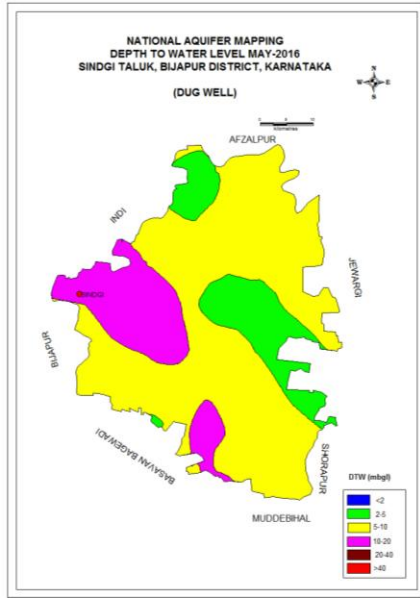 NATIONAL AQUIFER MAPPING
DEPTH TO WATER LEVEL MAY-2016
SINDGI TALUK, BIJAPUR DISTRICT, KARNATAKA
(DUG WELL)
N
W E
S
kilometres
AFZALPUR
INDI
JEWARGI
SINDGI
BIJAPUR
BASAVAN BAGEWADI
SHORAPUR
MUDDEBIHAL
DTW (mbgl)
<2
2-5
5-10
10-20
20-40
>40